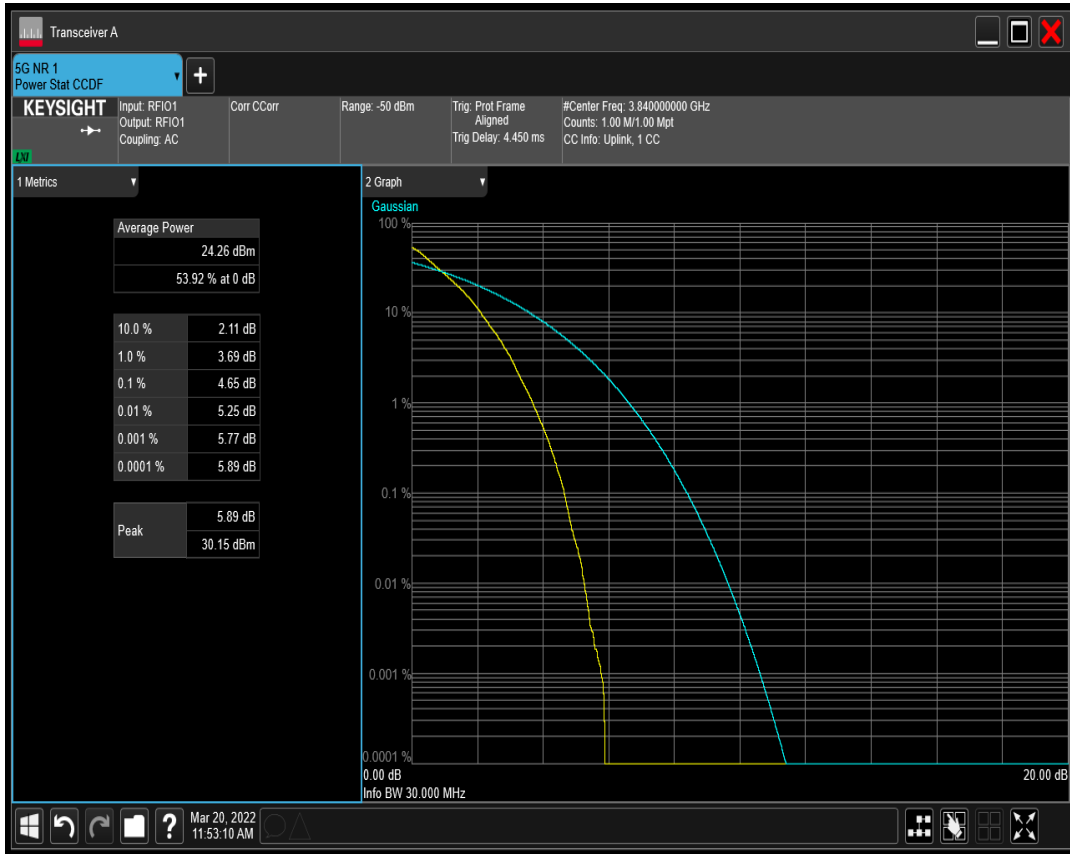 Transceiver A
5G NR 1
Power Stat CCDF
+
KEYSIGHT
LXI
Input: RFIO1
Output: RFIO1
Coupling: AC
Corr CCorr
Range: -50 dBm
Trig: Prot Frame
Aligned
Trig Delay: 4.450 ms
#Center Freq: 3.840000000 GHz
Counts: 1.00 M/1.00 Mpt
CC Info: Uplink, 1 CC
1 Metrics
Average Power
24.26 dBm
53.92 % at 0 dB
10.0 % 2.11 dB
1.0 % 3.69 dB
0.1 % 4.65 dB
0.01 % 5.25 dB
0.001 % 5.77 dB
0.0001 % 5.89 dB
Peak
5.89 dB
30.15 dBm
2 Graph
Gaussian
100 %
10 %
1 %
0.1 %
0.01 %
0.001 %
0.0001 %
0.00 dB 20.00 dB
Info BW 30.000 MHz
?
Mar 20, 2022
11:53:10 AM